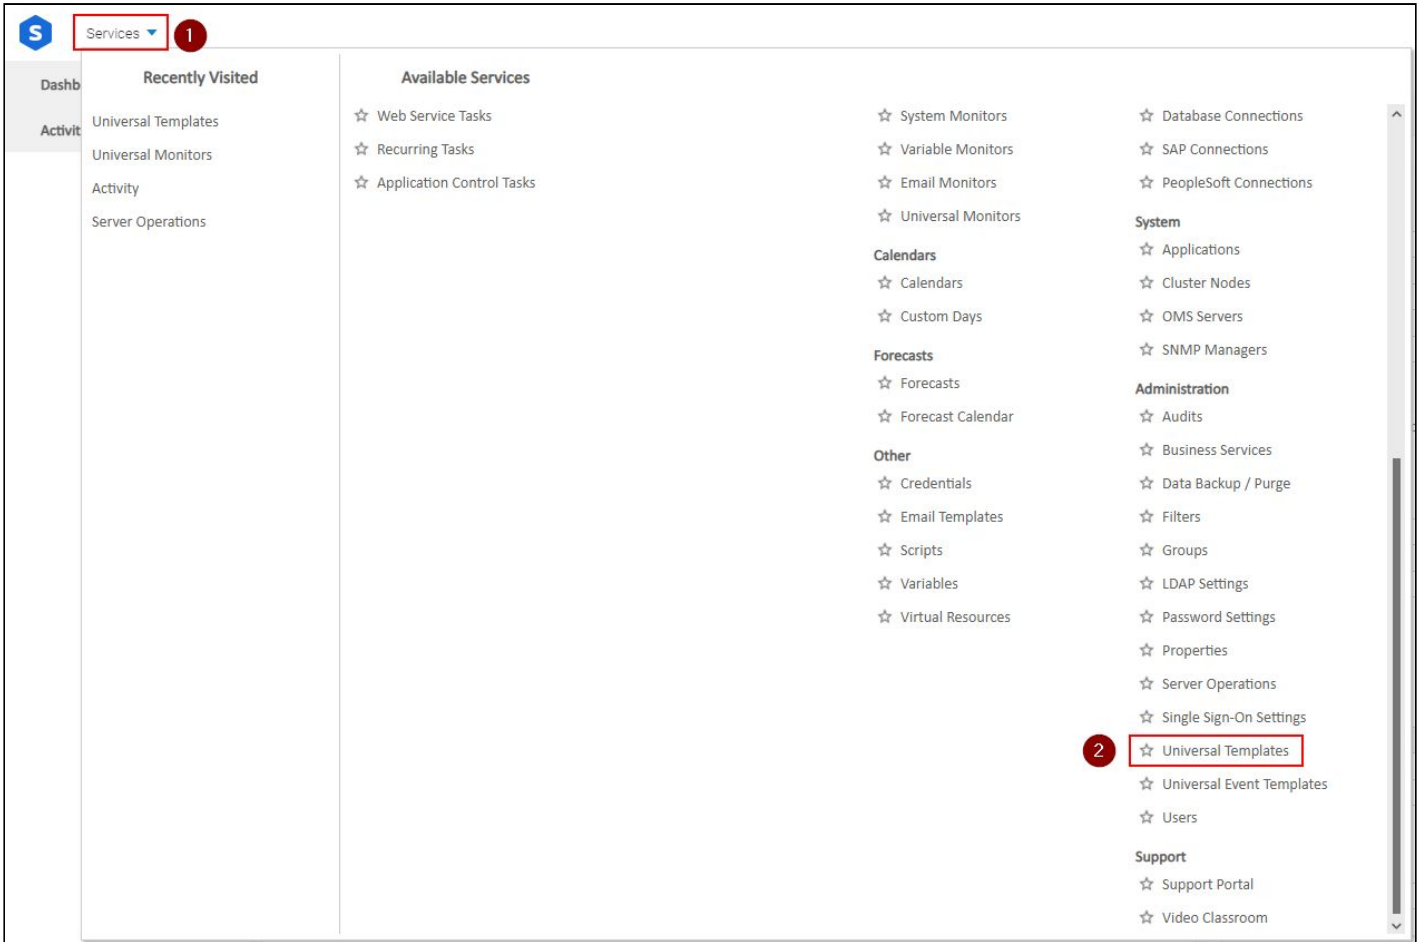 S
Services
1
Dashb
Activit
Recently Visited
Universal Templates
Universal Monitors
Activity
Server Operations
Available Services
Web Service Tasks
Recurring Tasks
Application Control Tasks
System Monitors
Variable Monitors
Email Monitors
Universal Monitors
Calendars
Calendars
Custom Days
Forecasts
Forecasts
Forecast Calendar
Other
Credentials
Email Templates
Scripts
Variables
Virtual Resources
Database Connections
SAP Connections
PeopleSoft Connections
System
Applications
Cluster Nodes
OMS Servers
SNMP Managers
Administration
Audits
Business Services
Data Backup / Purge
Filters
Groups
LDAP Settings
Password Settings
Properties
Server Operations
Single Sign-On Settings
2
Universal Templates
Universal Event Templates
Users
Support
Support Portal
Video Classroom